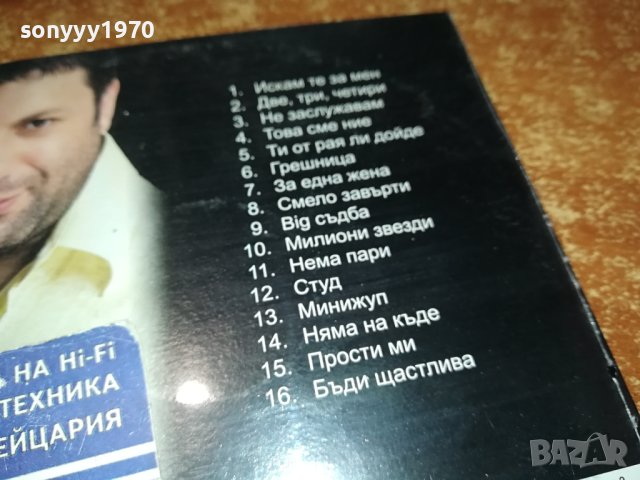 sonyyy1970
1. Искам те за мен
2. Две, три, четири
3. Не заслужавам
4. Това сме ние
5. Ти от рая ли дойде
6. Грешница
7. За една жена
8. Смело завърти
9. Big съдба
10. Милиони звезди
11. Нема пари
12. Студ
13. Минижуп
14. Няма на къде
15. Прости ми
16. Бъди щастлива
НА Hi-Fi
ТЕХНИКА
ЕЙЦАРИЯ
BAZAR